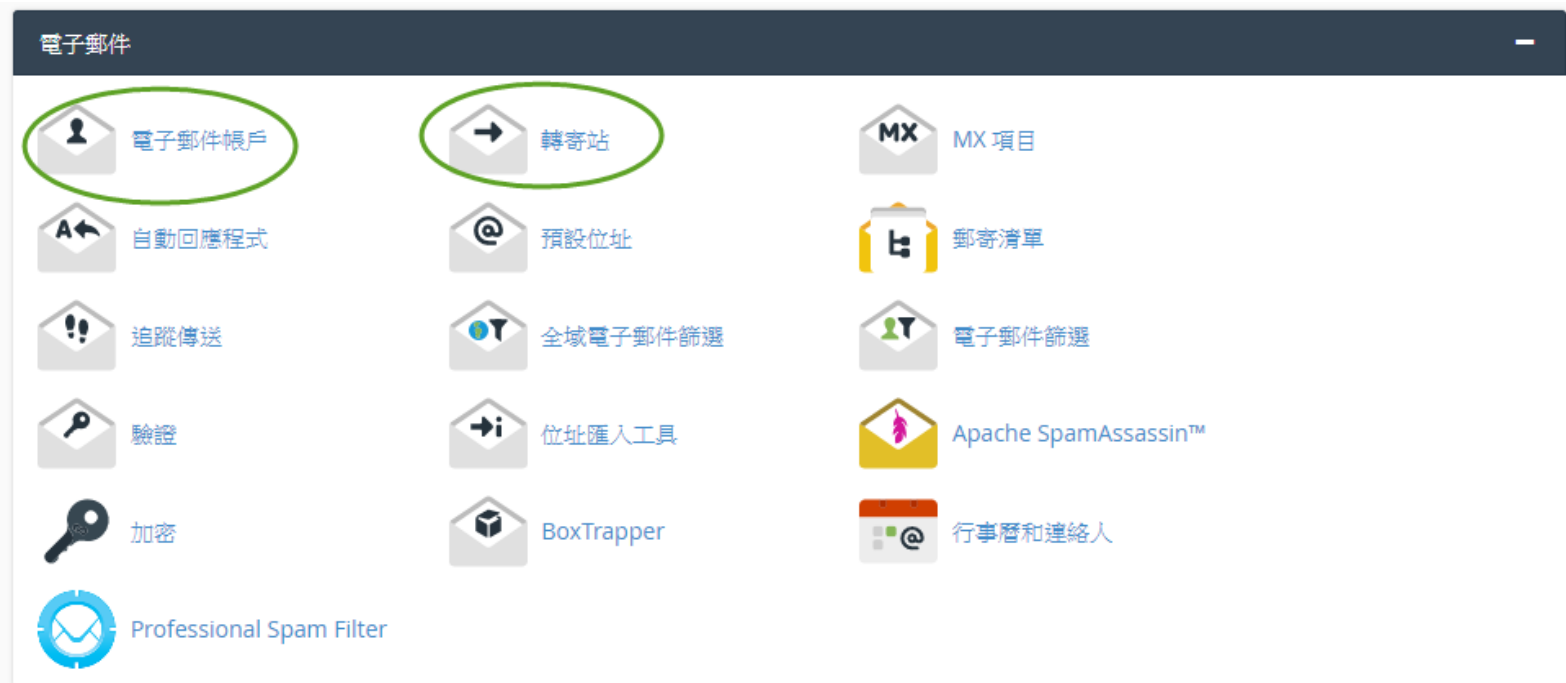 電子郵件
電子郵件帳戶 轉寄站 MX 項目
自動回應程式 預設位址 郵寄清單
追蹤傳送 全域電子郵件篩選 電子郵件篩選
驗證 位址匯入工具 Apache SpamAssassin™
加密 BoxTrapper 行事曆和連絡人
Professional Spam Filter